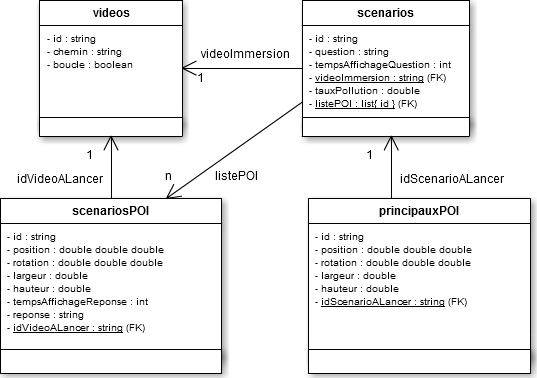 videos
- id : string
- chemin : string
- boucle : boolean
scenarios
- id : string
- question : string
- tempsAffichageQuestion : int
- videoImmersion : string (FK)
- tauxPollution : double
- listePOI : list{ id } (FK)
videoImmersion
1
1
idVideoALancer
n
listePOI
1
idScenarioALancer
scenariosPOI
- id : string
- position : double double double
- rotation : double double double
- largeur : double
- hauteur : double
- tempsAffichageReponse : int
- reponse : string
- idVideoALancer : string (FK)
principauxPOI
- id : string
- position : double double double
- rotation : double double double
- largeur : double
- hauteur : double
- idScenarioALancer : string (FK)